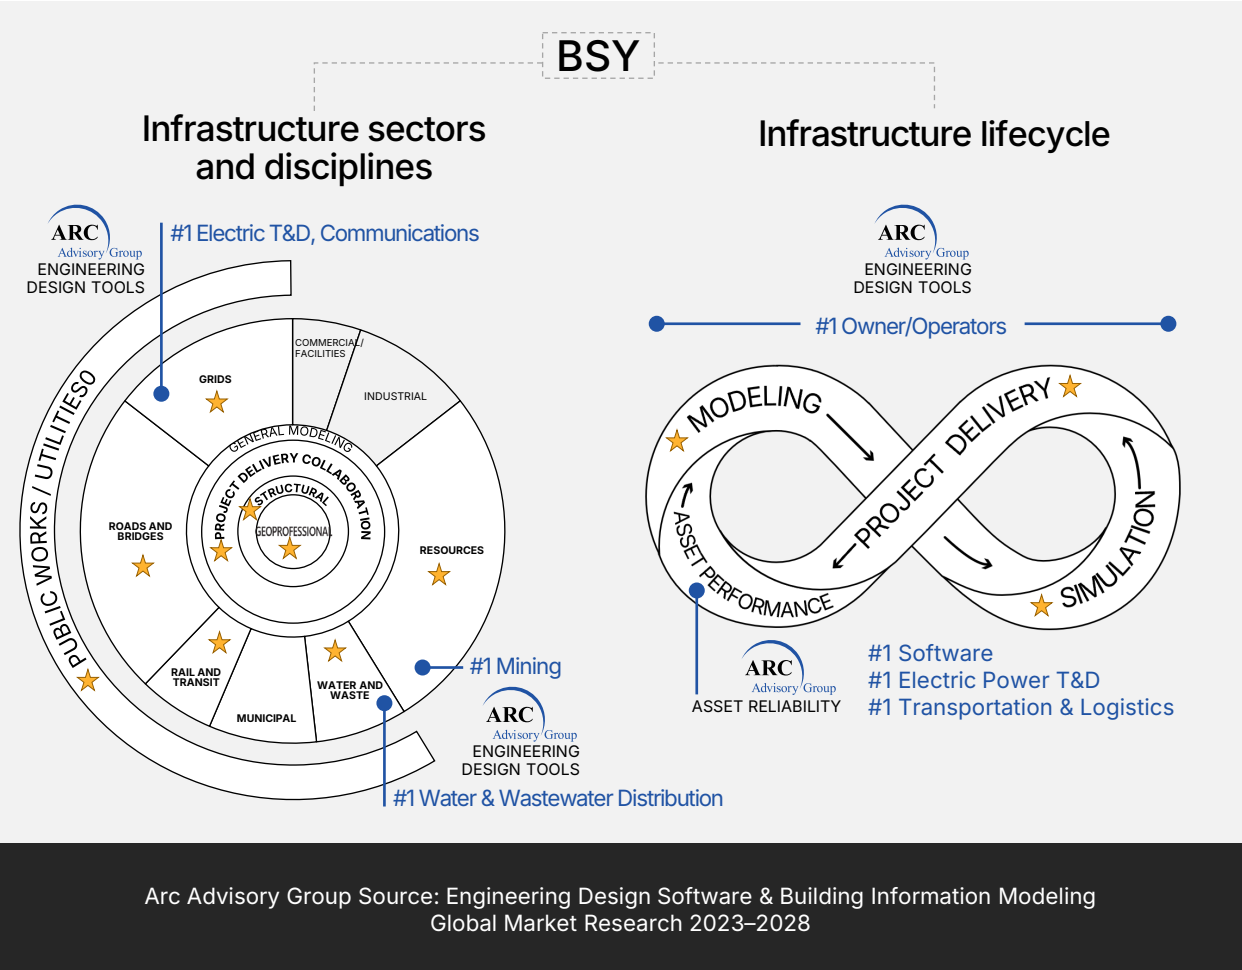 BSY
Infrastructure sectors
and disciplines
Infrastructure lifecycle
ARC
Advisory Group
ENGINEERING
DESIGN TOOLS
#1 Electric T&D, Communications
PUBLIC WORKS / UTILITIES0
GRIDS
COMMERCIAL/
FACILITIES
INDUSTRIAL
GENERAL MODELING
PROJECT DELIVERY COLLABORATION
STRUCTURAL
GEOPROFESSIONAL
ROADS AND
BRIDGES
RESOURCES
RAIL AND
TRANSIT
MUNICIPAL
WATER AND
WASTE
#1 Mining
ARC
Advisory Group
ENGINEERING
DESIGN TOOLS
#1 Water & Wastewater Distribution
ARC
Advisory Group
ENGINEERING
DESIGN TOOLS
#1 Owner/Operators
MODELING
PROJECT DELIVERY
SIMULATION
ASSET PERFORMANCE
ARC
Advisory Group
ASSET RELIABILITY
#1 Software
#1 Electric Power T&D
#1 Transportation & Logistics
Arc Advisory Group Source: Engineering Design Software & Building Information Modeling
Global Market Research 2023–2028